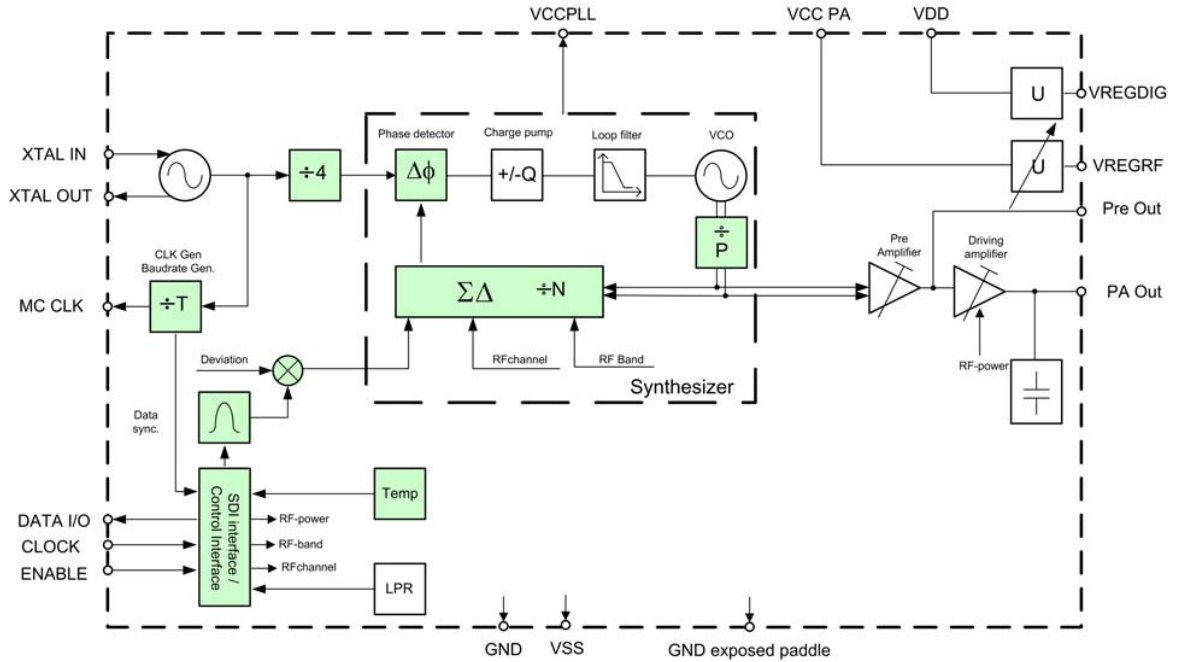 VCCPLL
VCC PA
VDD
U
VREGDIG
Phase detector
Charge pump
Loop filter
VCO
XTAL IN
÷4
Δϕ
+/-Q
U
VREGRF
XTAL OUT
Pre Out
÷
P
Pre
Amplifier
Driving
amplifier
CLK Gen
Baudrate Gen.
MC CLK
÷T
ΣΔ ÷N
PA Out
Deviation
RFchannel
RF Band
RF-power
Synthesizer
Data
sync.
SDI interface /
Control Interface
Temp
DATA I/O
RF-power
CLOCK
RF-band
ENABLE
RFchannel
LPR
GND
VSS
GND exposed paddle